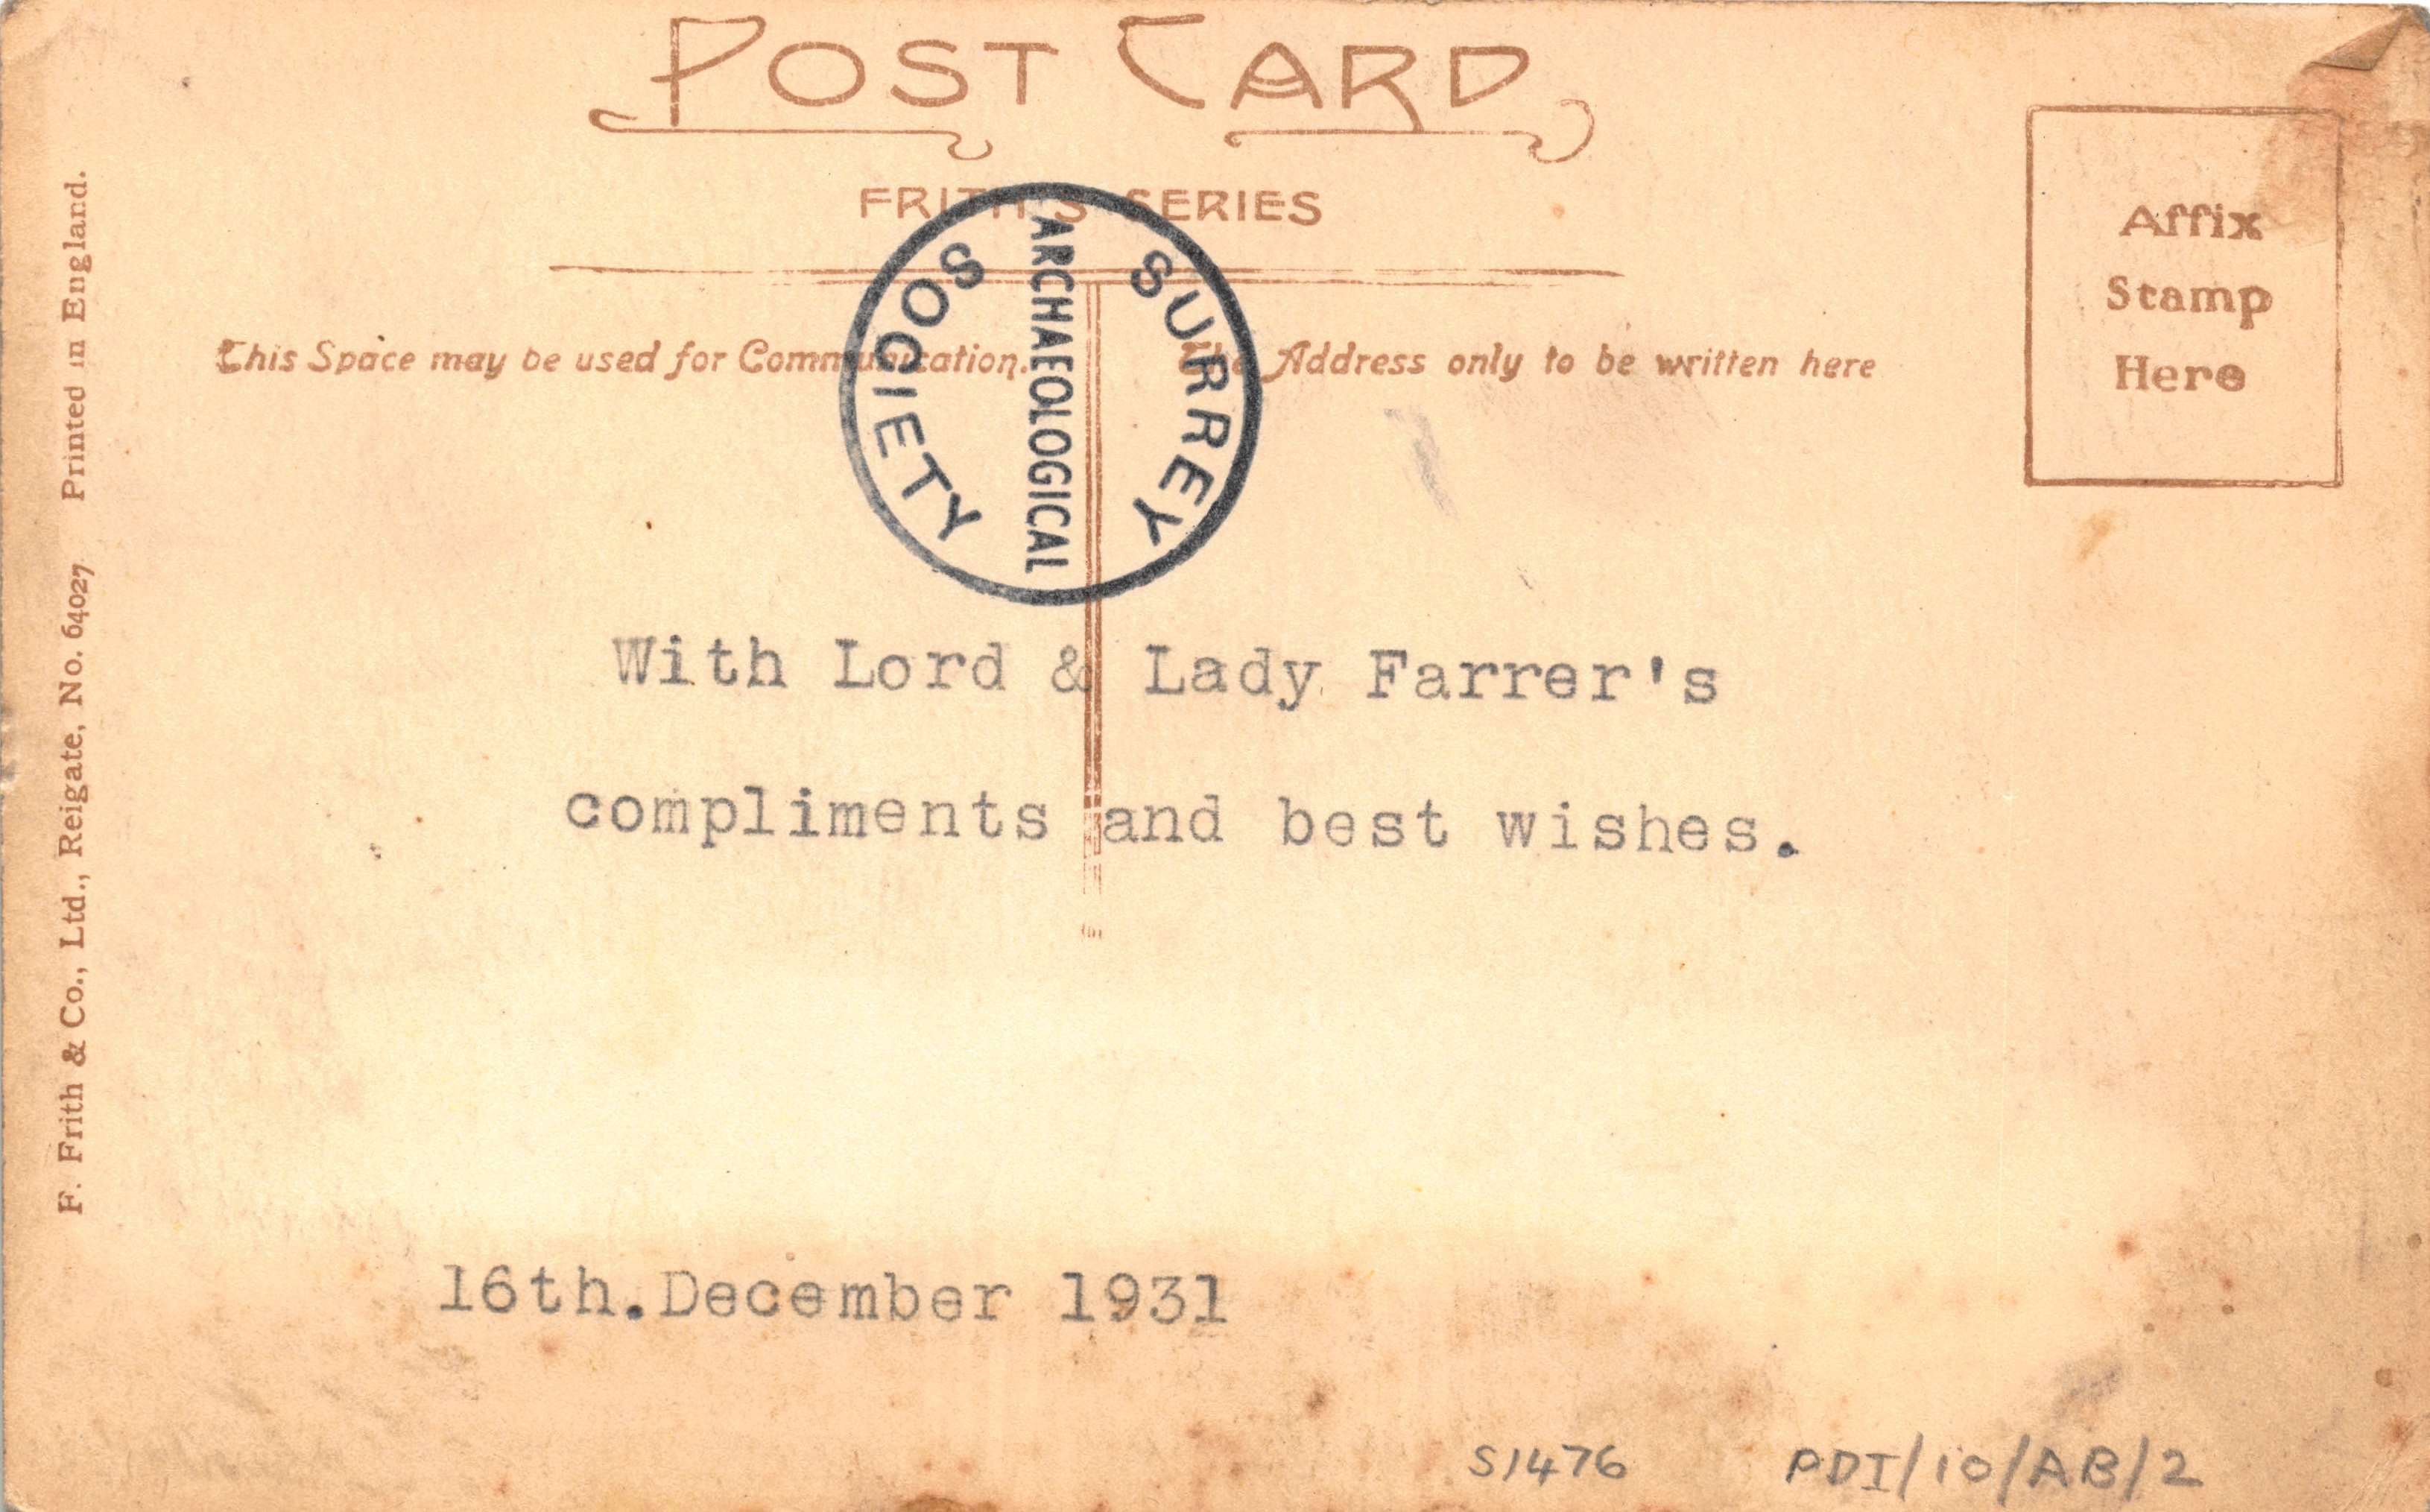 POST CARD
FRITH'S SERIES
Affix
Stamp
Here
This Space may be used for Communication.
The Address only to be written here
SURREY
ARCHAEOLOGICAL
SOCIETY
With Lord & Lady Farrer's
compliments and best wishes.
16th.December 1931
S1476
PDI/10/AB/2
F. Frith & Co., Ltd., Reigate, No. 64027 Printed in England.